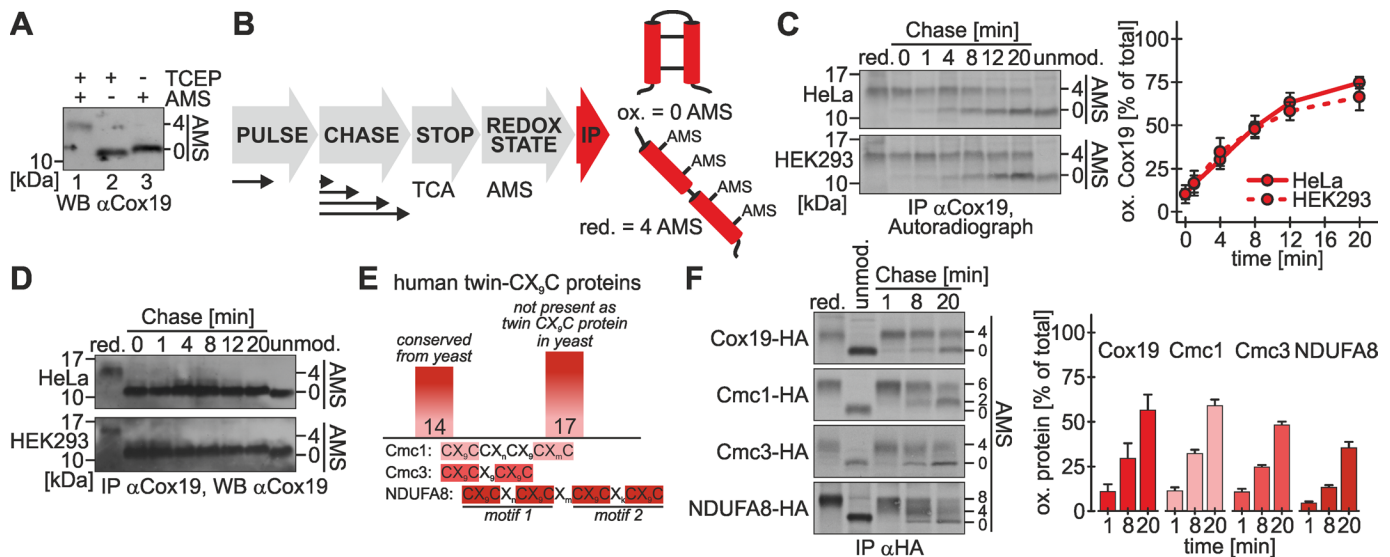 A
+ + - TCEP
+ - + AMS
4
0
AMS
10
[kDa]
1 2 3
WB αCox19
B
PULSE
CHASE
STOP
REDOX
STATE
IP
TCA
AMS
ox. = 0 AMS
AMS
AMS
AMS
AMS
red. = 4 AMS
C
Chase [min]
red. 0 1 4 8 12 20 unmod.
17
HeLa
10
4
0
AMS
17
HEK293
10
4
0
AMS
[kDa]
IP αCox19,
Autoradiograph
ox. Cox19 [% of total]
100
75
50
25
0
HeLa
HEK293
0 4 8 12 16 20
time [min]
D
Chase [min]
red. 0 1 4 8 12 20 unmod.
17
HeLa
10
4
0
AMS
17
HEK293
10
4
0
AMS
[kDa]
IP αCox19, WB αCox19
E
human twin-CX₉C proteins
conserved
from yeast
not present as
twin CX₉C protein
in yeast
14
17
Cmc1: CX₉CCXₙCX₉CXₘC
Cmc3: CX₉CX₉CX₉C
NDUFA8: CX₉CXₙCX₉CXₘCX₉CXₖCX₉C
motif 1
motif 2
F
red.
unmod.
Chase [min]
1 8 20
Cox19-HA
4
0
Cmc1-HA
6
2
0
Cmc3-HA
4
0
NDUFA8-HA
8
4
0
AMS
IP αHA
ox. protein [% of total]
100
75
50
25
0
Cox19 Cmc1 Cmc3 NDUFA8
1 8 20 1 8 20 1 8 20 1 8 20
time [min]